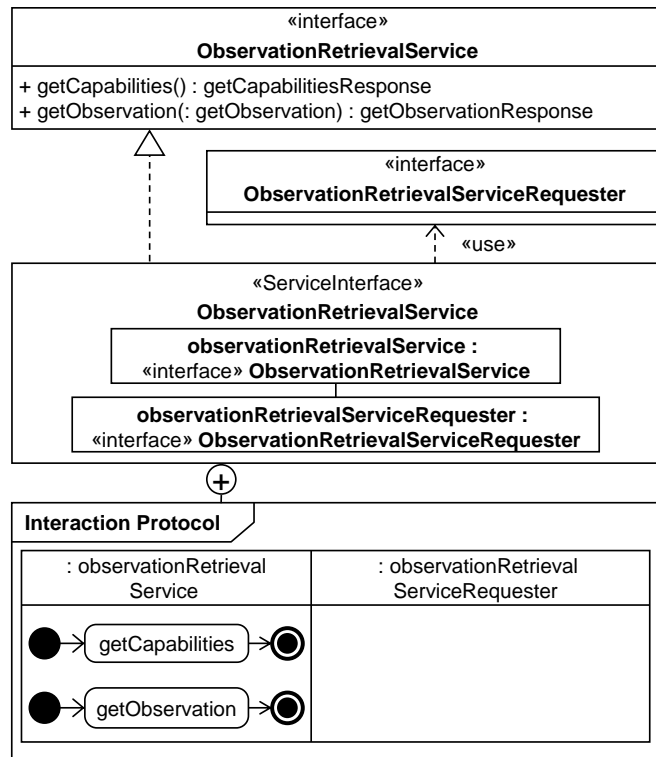 «interface»
ObservationRetrievalService
+ getCapabilities() : getCapabilitiesResponse
+ getObservation(: getObservation) : getObservationResponse
«interface»
ObservationRetrievalServiceRequester
«use»
«ServiceInterface»
ObservationRetrievalService
observationRetrievalService :
«interface» ObservationRetrievalService
observationRetrievalServiceRequester :
«interface» ObservationRetrievalServiceRequester
+
Interaction Protocol
: observationRetrieval
Service
: observationRetrieval
ServiceRequester
getCapabilities
getObservation